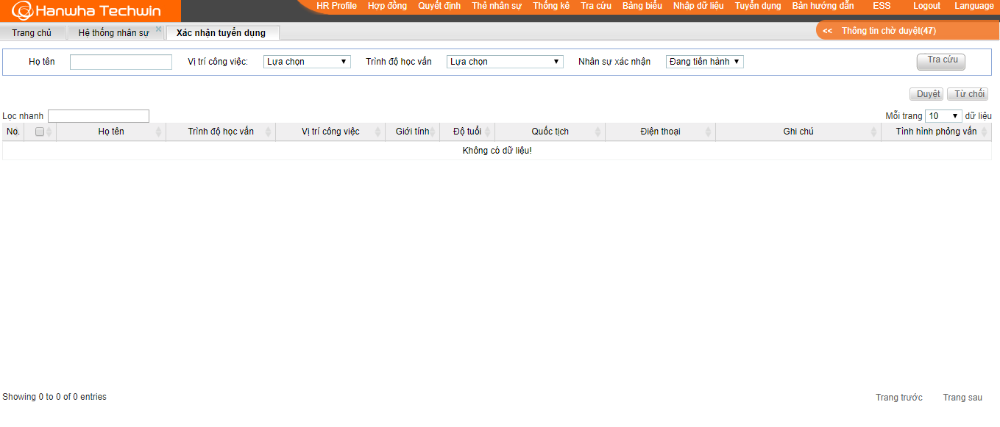 Hanwha Techwin
HR Profile Hợp đồng Quyết định Thẻ nhân sự Thống kê Tra cứu Bảng biểu Nhập dữ liệu Tuyển dụng Bản hướng dẫn ESS Logout Language
Trang chủ Hệ thống nhân sự Xác nhận tuyển dụng << Thông tin chờ duyệt(47)
Họ tên Vị trí công việc: Lựa chọn Trình độ học vấn Lựa chọn Nhân sự xác nhận Đang tiến hành Tra cứu
Duyệt Từ chối
Lọc nhanh Mỗi trang 10 dữ liệu
No. Họ tên Trình độ học vấn Vị trí công việc Giới tính Độ tuổi Quốc tịch Điện thoại Ghi chú Tình hình phỏng vấn
Không có dữ liệu!
Showing 0 to 0 of 0 entries Trang trước Trang sau